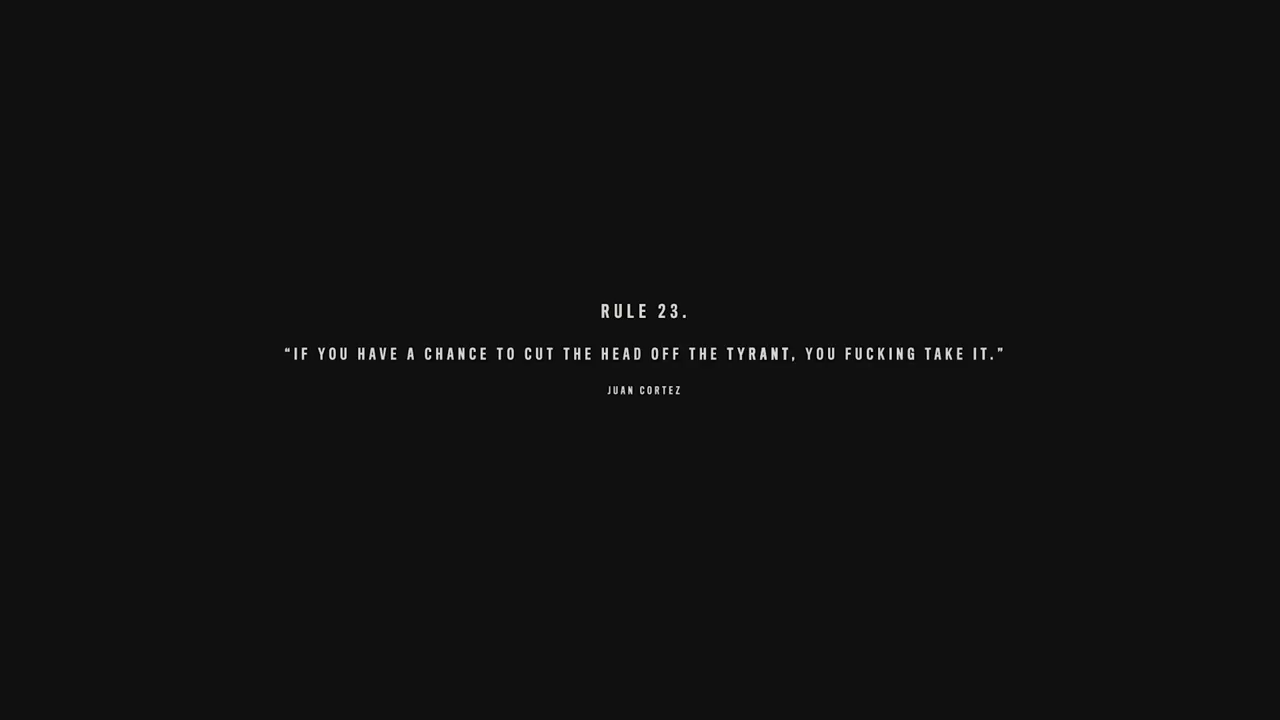 RULE 23.
“IF YOU HAVE A CHANCE TO CUT THE HEAD OFF THE TYRANT, YOU FUCKING TAKE IT.”
JUAN CORTEZ